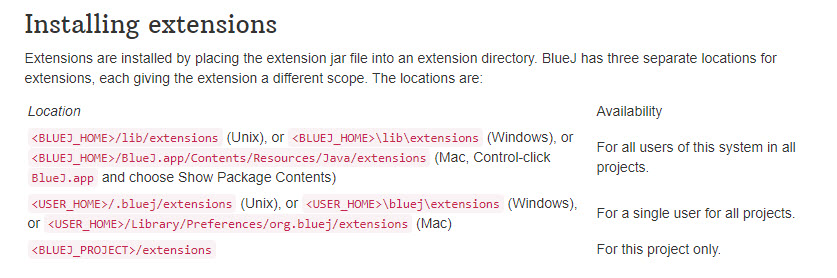 Installing extensions
Extensions are installed by placing the extension jar file into an extension directory. BlueJ has three separate locations for
extensions, each giving the extension a different scope. The locations are:
Location
Availability
<BLUEJ_HOME>/lib/extensions (Unix), or <BLUEJ_HOME>\lib\extensions (Windows), or
<BLUEJ_HOME>/BlueJ.app/Contents/Resources/Java/extensions (Mac, Control-click
BlueJ.app and choose Show Package Contents)
For all users of this system in all
projects.
<USER_HOME>/.bluej/extensions (Unix), or <USER_HOME>\bluej\extensions (Windows),
or <USER_HOME>/Library/Preferences/org.bluej/extensions (Mac)
For a single user for all projects.
<BLUEJ_PROJECT>/extensions
For this project only.